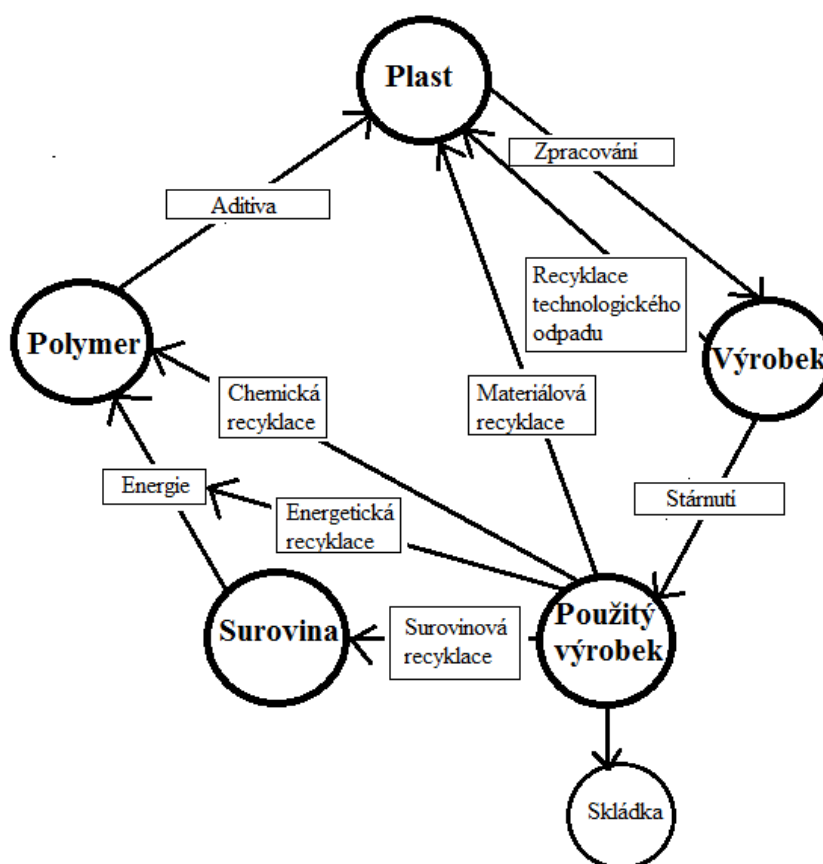 Plast
Zpracování
Aditiva
Recyklace
technologického
odpadu
Polymer
Výrobek
Chemická
recyklace
Materiálová
recyklace
Energie
Stárnutí
Energetická
recyklace
Surovina
Surovinová
recyklace
Použitý
výrobek
Skládka